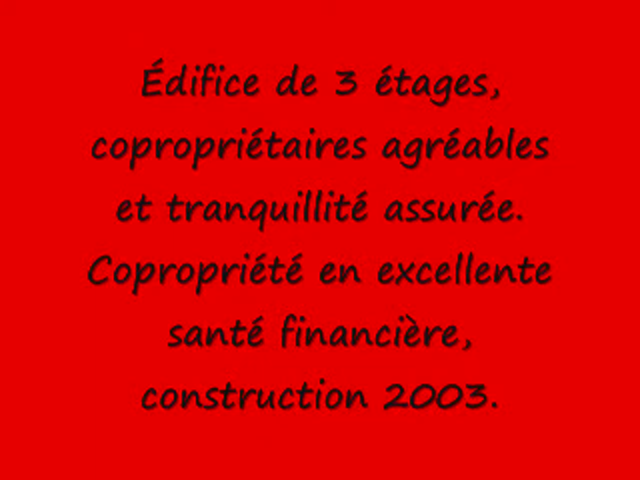 Édifice de 3 étages,
copropriétaires agréables
et tranquillité assurée.
Copropriété en excellente
santé financière,
construction 2003.